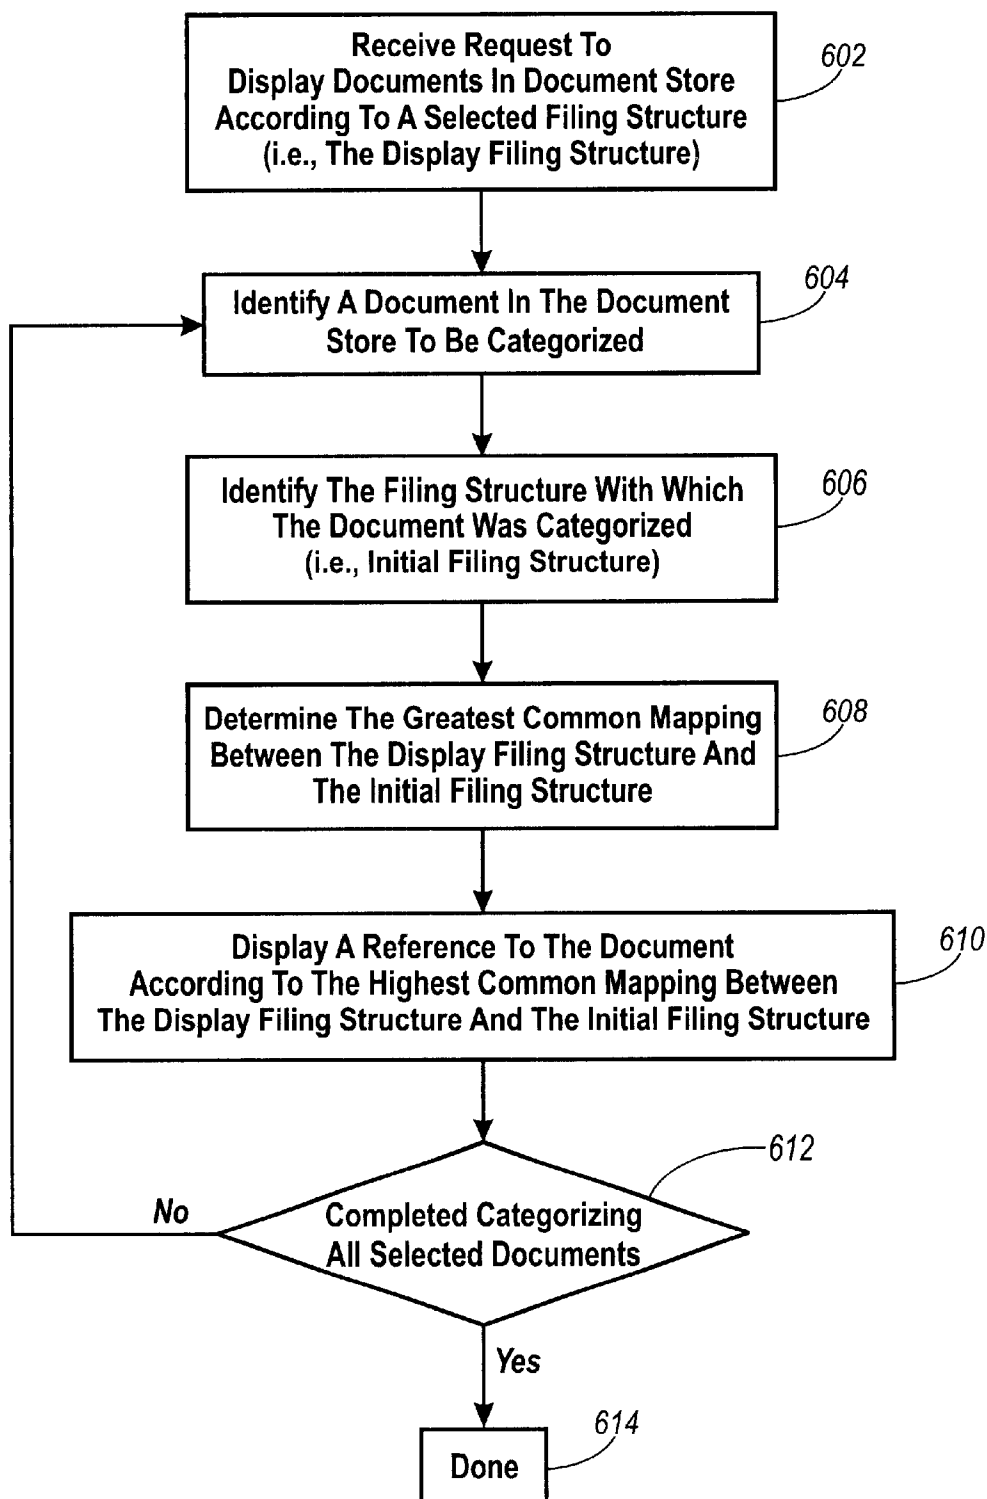 Receive Request To
Display Documents In Document Store
According To A Selected Filing Structure
(i.e., The Display Filing Structure)
602
Identify A Document In The Document
Store To Be Categorized
604
Identify The Filing Structure With Which
The Document Was Categorized
(i.e., Initial Filing Structure)
606
Determine The Greatest Common Mapping
Between The Display Filing Structure And
The Initial Filing Structure
608
Display A Reference To The Document
According To The Highest Common Mapping Between
The Display Filing Structure And The Initial Filing Structure
610
Completed Categorizing
All Selected Documents
612
No
Yes
Done
614